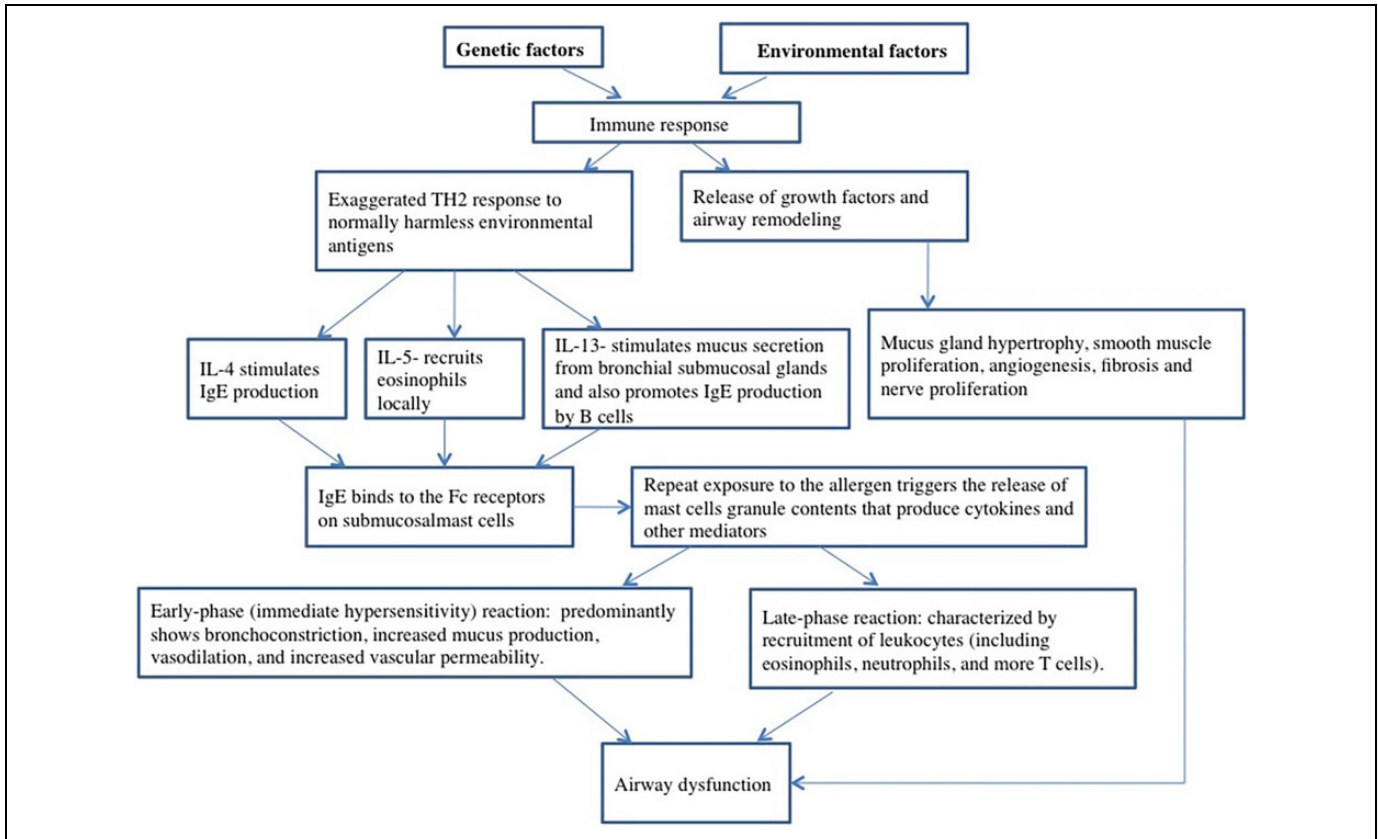 Genetic factors
Environmental factors
Immune response
Exaggerated TH2 response to
normally harmless environmental
antigens
Release of growth factors and
airway remodeling
IL-4 stimulates
IgE production
IL-5- recruits
eosinophils
locally
IL-13- stimulates mucus secretion
from bronchial submucosal glands
and also promotes IgE production
by B cells
Mucus gland hypertrophy, smooth muscle
proliferation, angiogenesis, fibrosis and
nerve proliferation
IgE binds to the Fc receptors
on submucosalmast cells
Repeat exposure to the allergen triggers the release of
mast cells granule contents that produce cytokines and
other mediators
Early-phase (immediate hypersensitivity) reaction: predominantly
shows bronchoconstriction, increased mucus production,
vasodilation, and increased vascular permeability.
Late-phase reaction: characterized by
recruitment of leukocytes (including
eosinophils, neutrophils, and more T cells).
Airway dysfunction